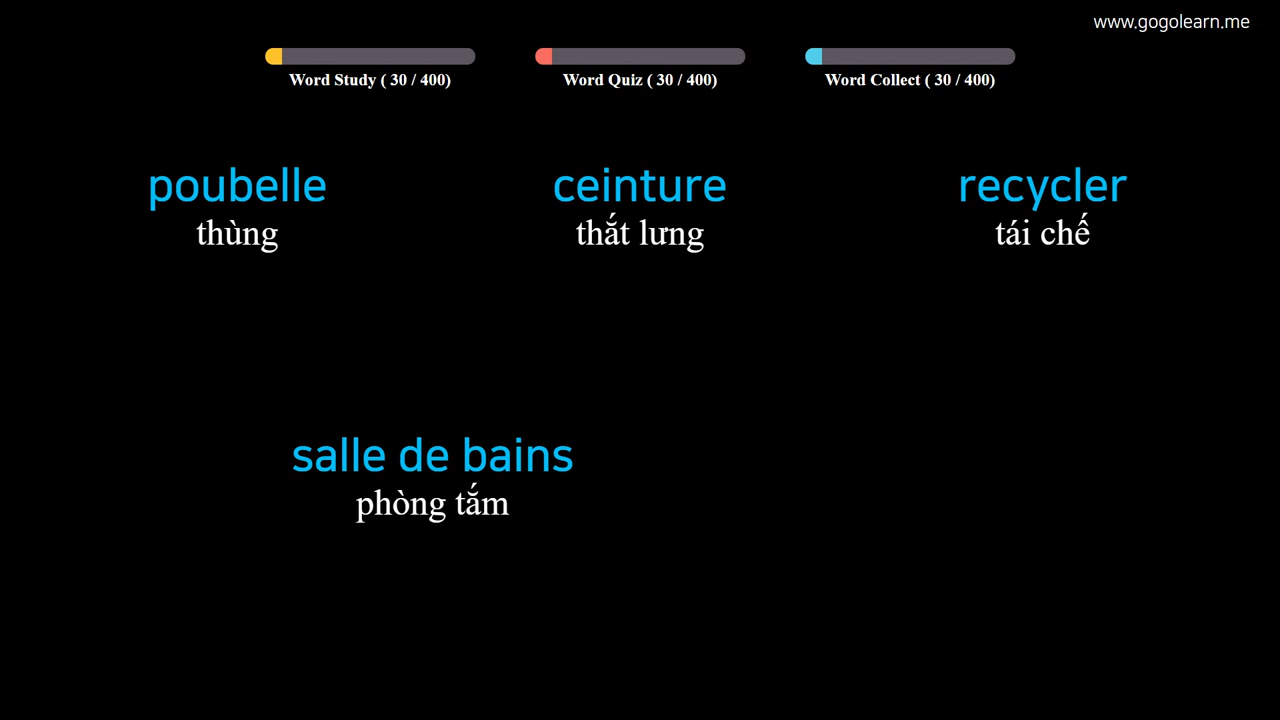 www.gogolearn.me
Word Study ( 30 / 400)
Word Quiz ( 30 / 400)
Word Collect ( 30 / 400)
poubelle
thùng
ceinture
thắt lưng
recycler
tái chế
salle de bains
phòng tắm